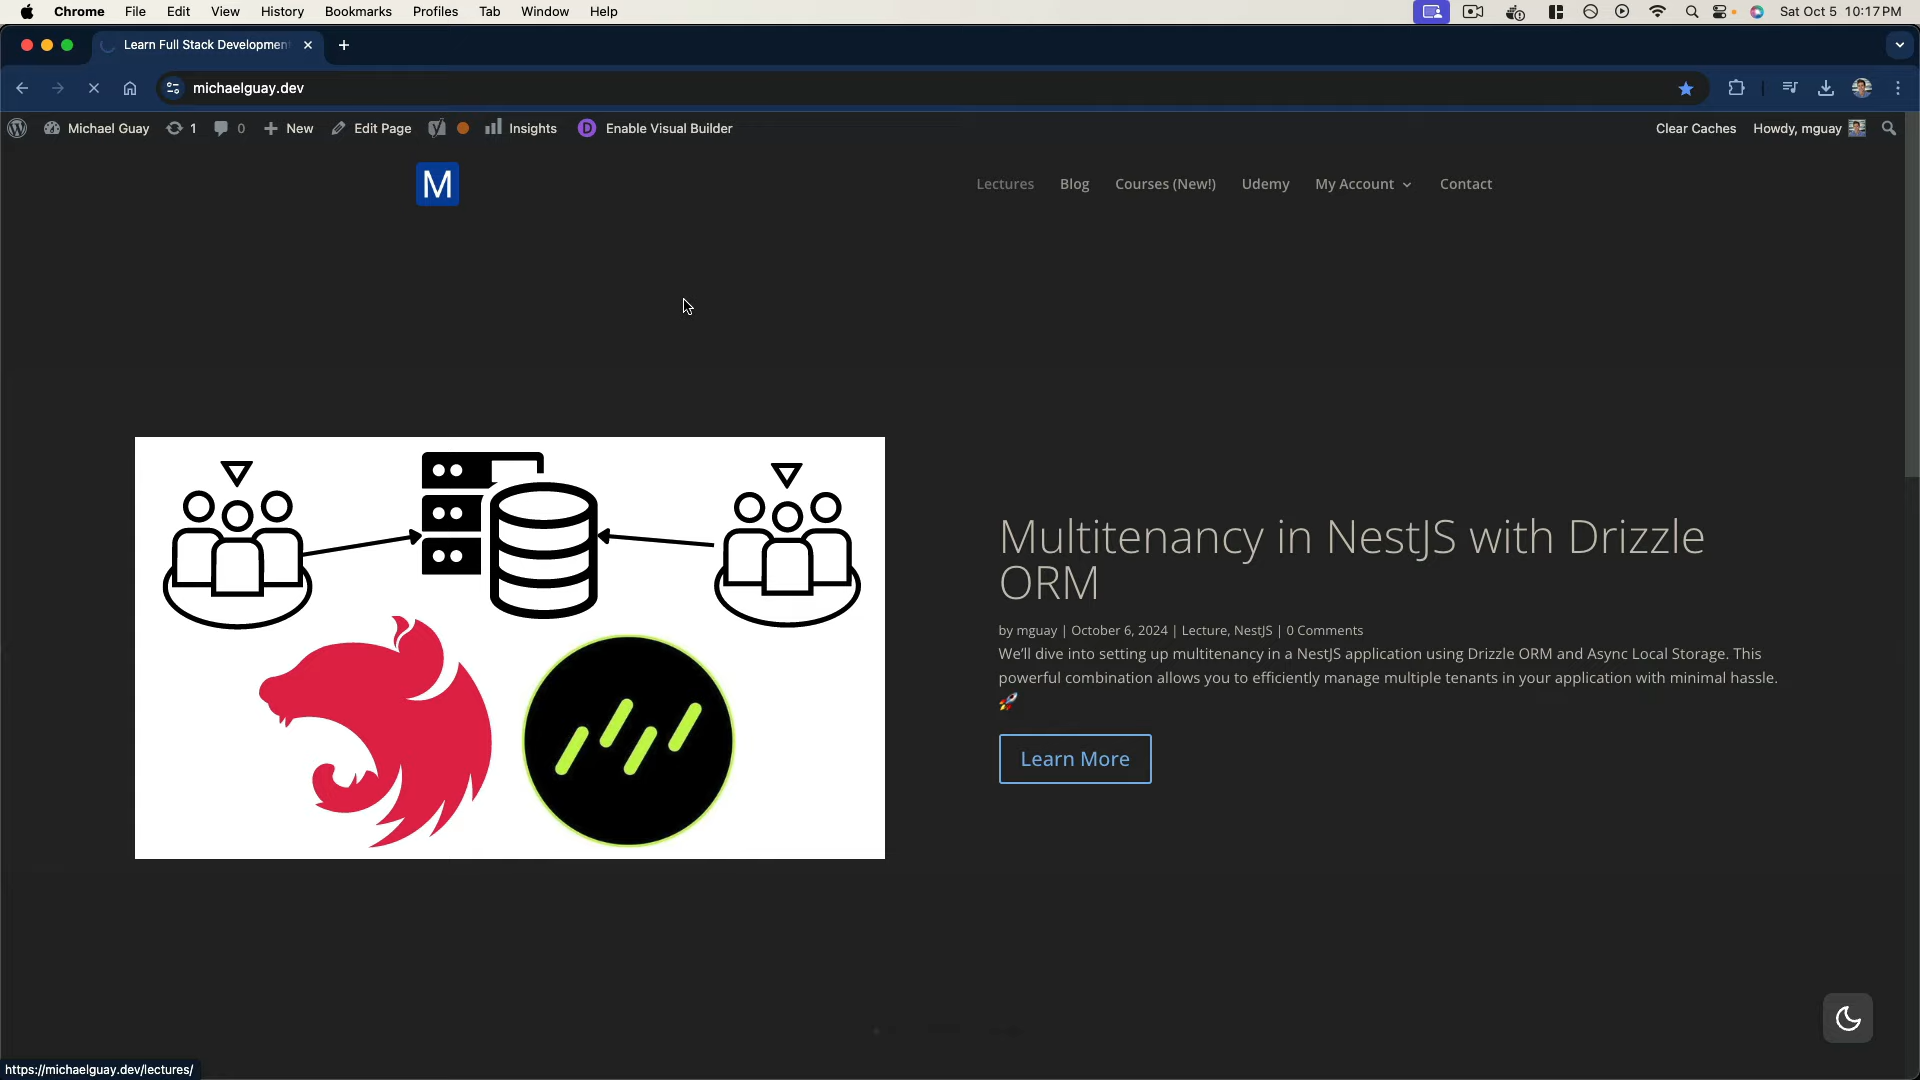 Chrome File Edit View History Bookmarks Profiles Tab Window Help Sat Oct 5 10:17 PM
Learn Full Stack Developmen
michaelguay.dev
Michael Guay 1 0 New Edit Page Insights D Enable Visual Builder Clear Caches Howdy, mguay
M Lectures Blog Courses (New!) Udemy My Account Contact
Multitenancy in NestJS with Drizzle
ORM
by mguay | October 6, 2024 | Lecture, NestJS | 0 Comments
We’ll dive into setting up multitenancy in a NestJS application using Drizzle ORM and Async Local Storage. This
powerful combination allows you to efficiently manage multiple tenants in your application with minimal hassle.
🚀
Learn More
https://michaelguay.dev/lectures/